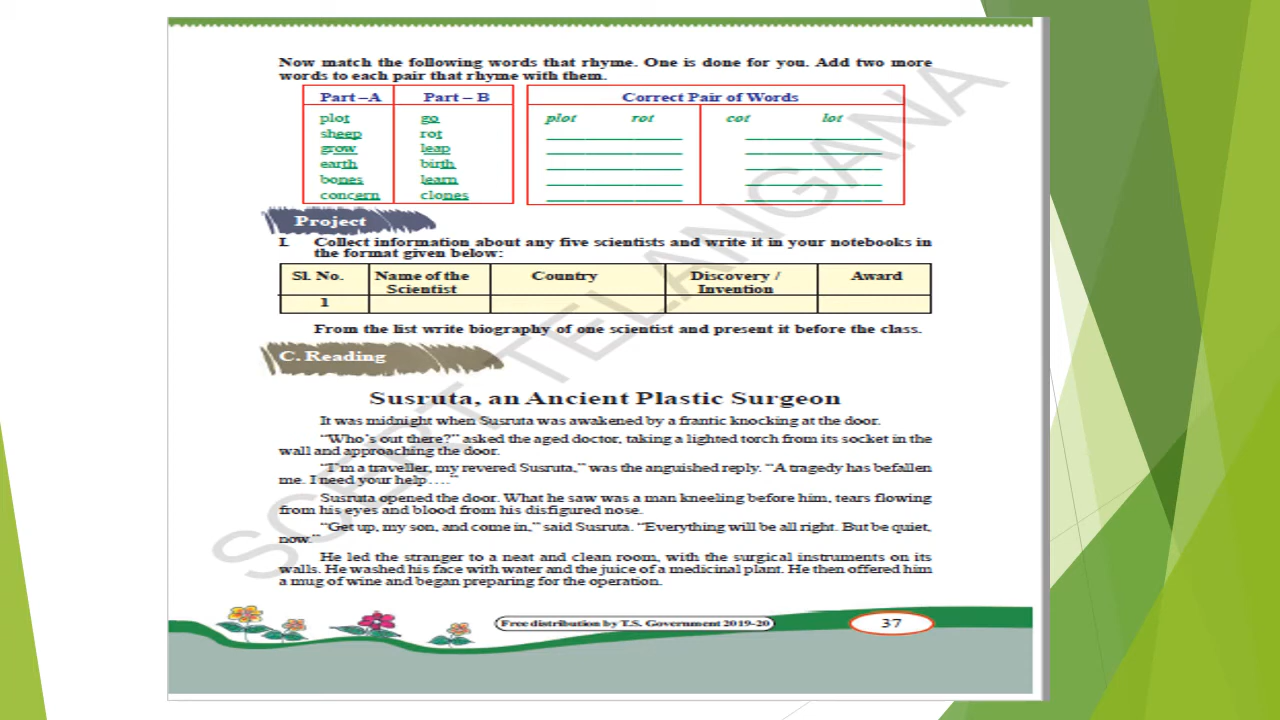 Now match the following words that rhyme. One is done for you. Add two more
words to each pair that rhyme with them.
Part –A Part – B Correct Pair of Words
plot go plot rot cot lot
sheep rot
grow leap
earth birth
bones learn
concern clones
Project
I. Collect information about any five scientists and write it in your notebooks in
the format given below:
Sl. No. Name of the Country Discovery / Award
Scientist Invention
1
From the list write biography of one scientist and present it before the class.
C. Reading
Susruta, an Ancient Plastic Surgeon
It was midnight when Susruta was awakened by a frantic knocking at the door.
“Who’s out there?” asked the aged doctor, taking a lighted torch from its socket in the
wall and approaching the door.
“I’m a traveller, my revered Susruta,” was the anguished reply. “A tragedy has befallen
me. I need your help….”
Susruta opened the door. What he saw was a man kneeling before him, tears flowing
from his eyes and blood from his disfigured nose.
“Get up, my son, and come in,” said Susruta. “Everything will be all right. But be quiet,
now.”
He led the stranger to a neat and clean room, with the surgical instruments on its
walls. He washed his face with water and the juice of a medicinal plant. He then offered him
a mug of wine and began preparing for the operation.
SCERT TELANGANA
Free distribution by T.S. Government 2019-20
37